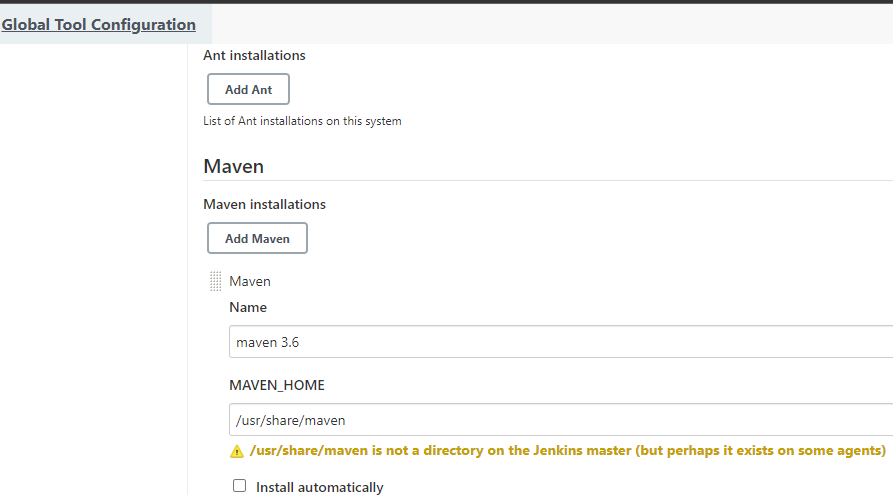 Global Tool Configuration
Ant installations
Add Ant
List of Ant installations on this system
Maven
Maven installations
Add Maven
Maven
Name
maven 3.6
MAVEN_HOME
/usr/share/maven
/usr/share/maven is not a directory on the Jenkins master (but perhaps it exists on some agents)
Install automatically